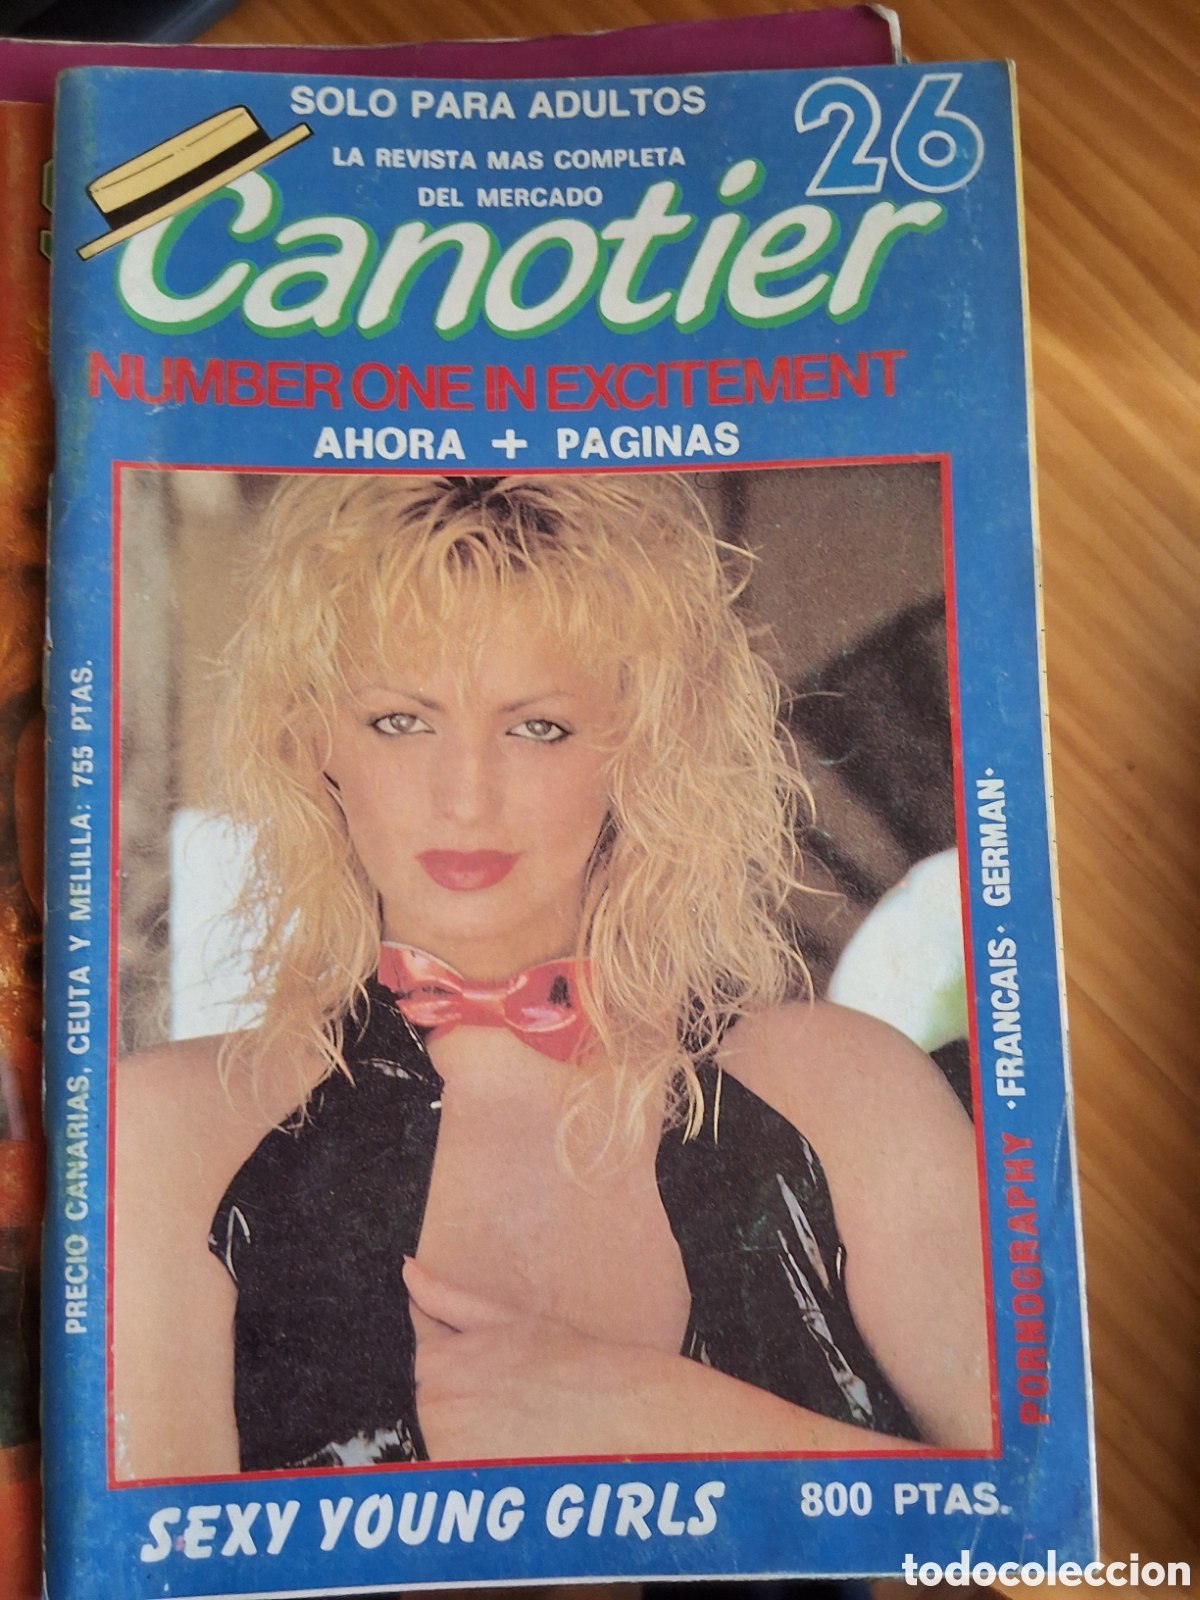 SOLO PARA ADULTOS
26
LA REVISTA MAS COMPLETA
DEL MERCADO
Canotier
NUMBER ONE IN EXCITEMENT
AHORA + PAGINAS
PRECIO CANARIAS, CEUTA Y MELILLA: 755 PTAS.
PORNOGRAPHY ·FRANCAIS· GERMAN·
SEXY YOUNG GIRLS
800 PTAS.
todocoleccion